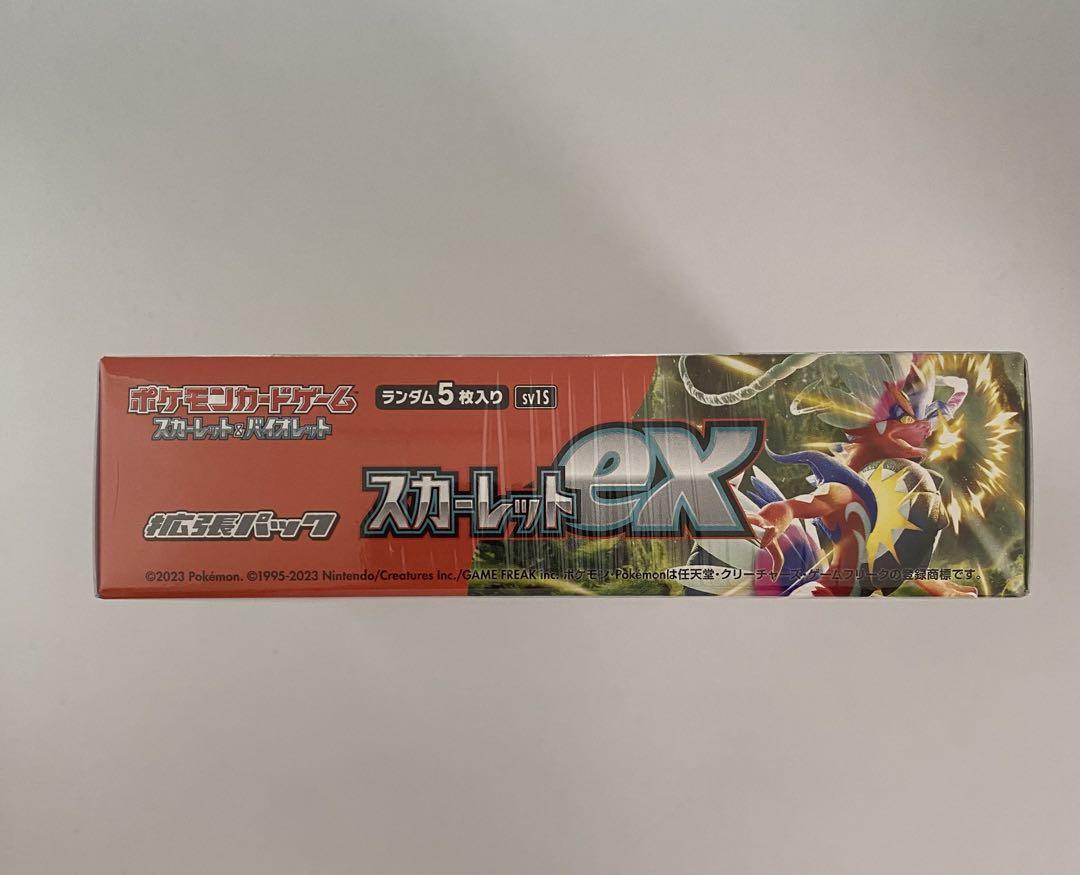 ポケモンカードゲーム
スカーレット&バイオレット
ランダム5枚入り sv1S
拡張パック
スカーレットex
©2023 Pokémon. ©1995-2023 Nintendo/Creatures Inc./GAME FREAK inc. ポケモン・Pokémonは任天堂・クリーチャーズ・ゲームフリークの登録商標です。